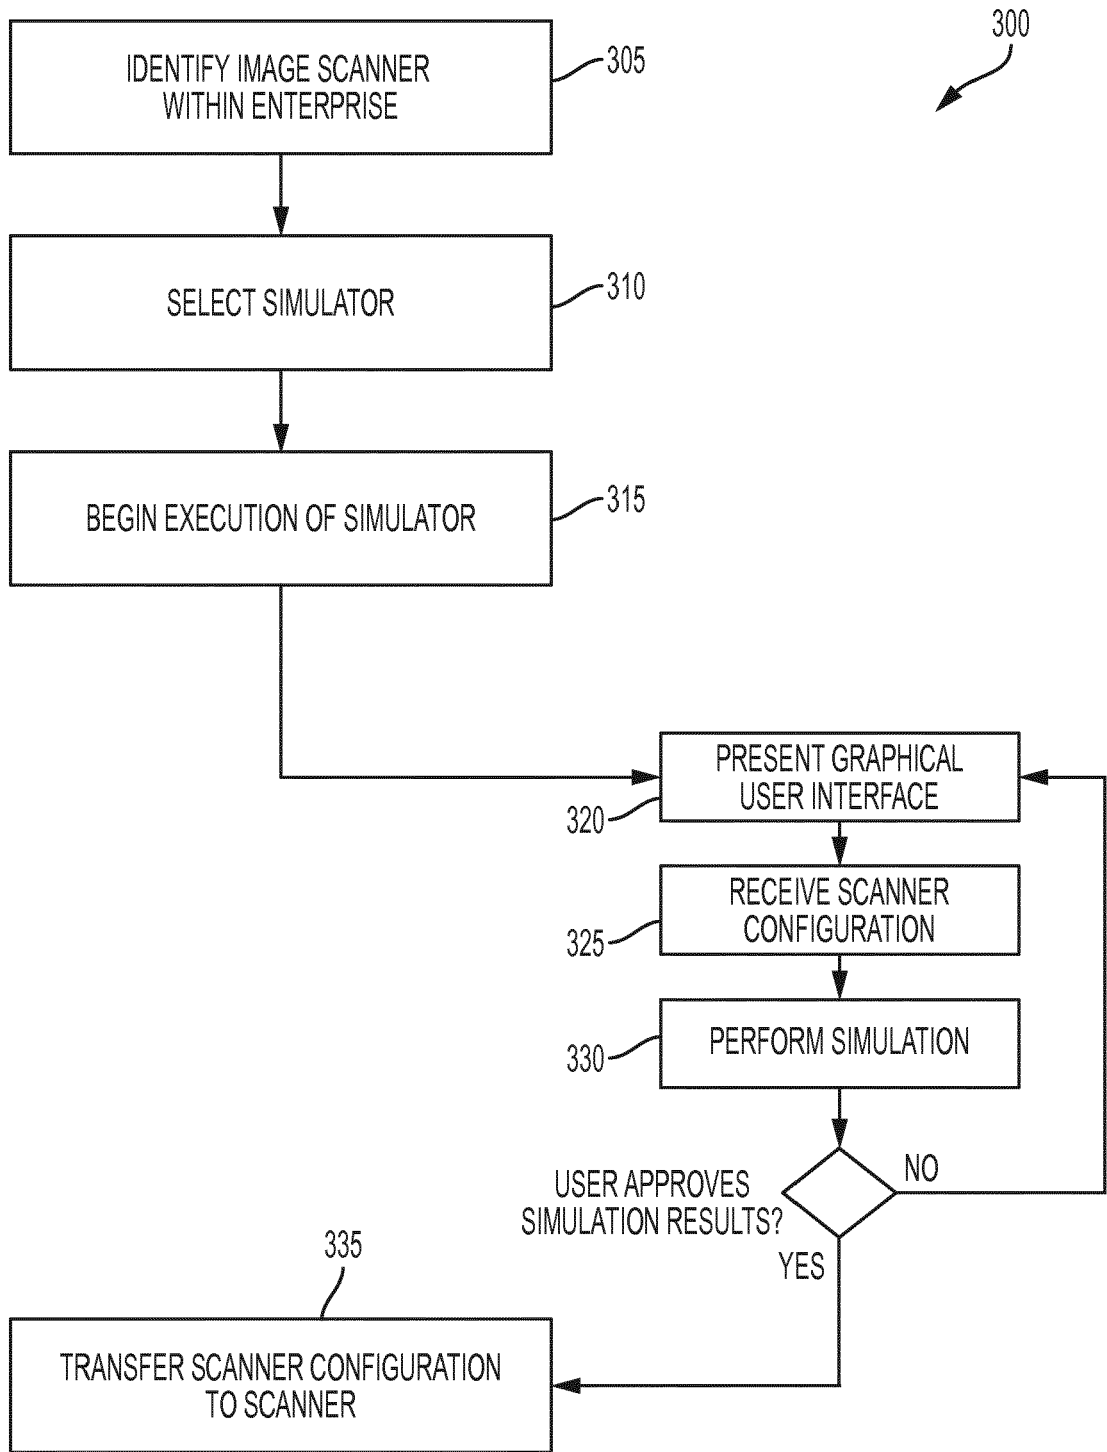 300
IDENTIFY IMAGE SCANNER
WITHIN ENTERPRISE
305
SELECT SIMULATOR
310
BEGIN EXECUTION OF SIMULATOR
315
PRESENT GRAPHICAL
USER INTERFACE
320
RECEIVE SCANNER
CONFIGURATION
325
PERFORM SIMULATION
330
USER APPROVES
SIMULATION RESULTS?
NO
YES
335
TRANSFER SCANNER CONFIGURATION
TO SCANNER